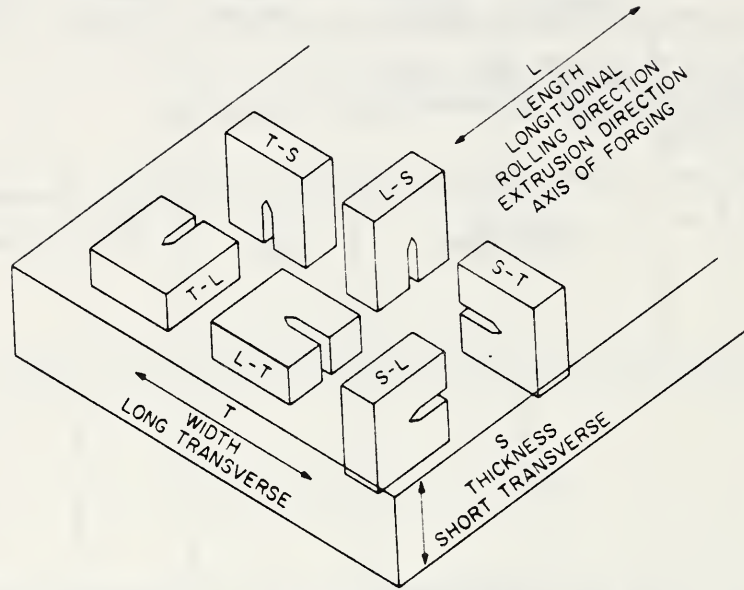 L
LENGTH
LONGITUDINAL
ROLLING DIRECTION
EXTRUSION DIRECTION
AXIS OF FORGING
T-S
L-S
S-T
T-L
L-T
S-L
T
WIDTH
LONG TRANSVERSE
S
THICKNESS
SHORT TRANSVERSE